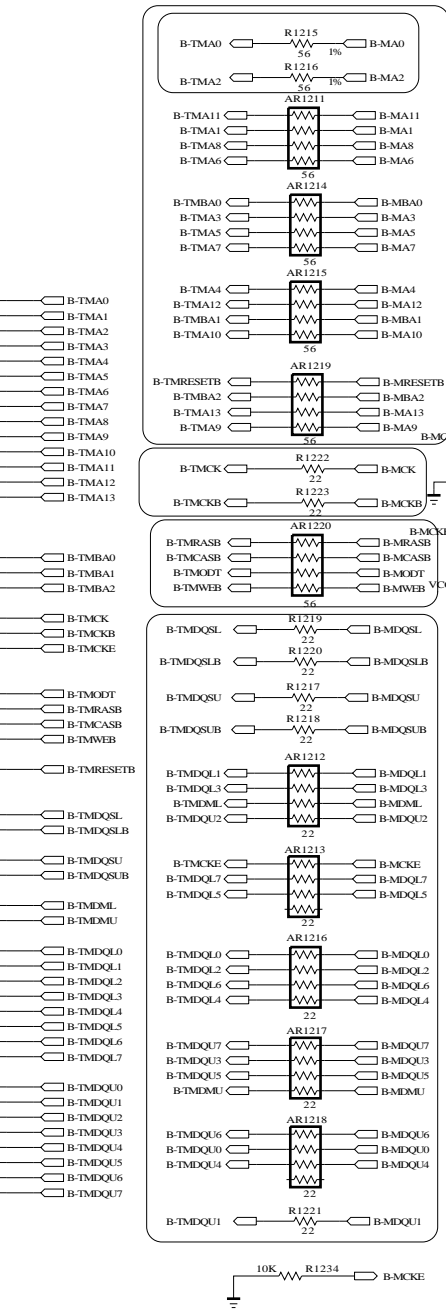 R1215
B-TMA0 56 1% B-MA0
R1216
B-TMA2 56 1% B-MA2
AR1211
B-TMA11 B-MA11
B-TMA1 B-MA1
B-TMA8 B-MA8
B-TMA6 B-MA6
56
AR1214
B-TMBA0 B-MBA0
B-TMA3 B-MA3
B-TMA5 B-MA5
B-TMA7 B-MA7
56
AR1215
B-TMA4 B-MA4
B-TMA12 B-MA12
B-TMBA1 B-MBA1
B-TMA10 B-MA10
56
AR1219
B-TMRESETB B-MRESETB
B-TMBA2 B-MBA2
B-TMA13 B-MA13
B-TMA9 B-MA9
56
R1222
B-TMCK B-MCK
22
R1223
B-TMCKB B-MCKB
22
AR1220
B-TMRASB B-MRASB
B-TMCASB B-MCASB
B-TMODT B-MODT
B-TMWEB B-MWEB
56
R1219
B-TMDQSL B-MDQSL
22
R1220
B-TMDQSLB B-MDQSLB
22
R1217
B-TMDQSU B-MDQSU
22
R1218
B-TMDQSUB B-MDQSUB
22
AR1212
B-TMDQL1 B-MDQL1
B-TMDQL3 B-MDQL3
B-TMDML B-MDML
B-TMDQU2 B-MDQU2
22
AR1213
B-TMCKE B-MCKE
B-TMDQL7 B-MDQL7
B-TMDQL5 B-MDQL5
22
AR1216
B-TMDQL0 B-MDQL0
B-TMDQL2 B-MDQL2
B-TMDQL6 B-MDQL6
B-TMDQL4 B-MDQL4
22
AR1217
B-TMDQU7 B-MDQU7
B-TMDQU3 B-MDQU3
B-TMDQU5 B-MDQU5
B-TMDMU B-MDMU
22
AR1218
B-TMDQU6 B-MDQU6
B-TMDQU0 B-MDQU0
B-TMDQU4 B-MDQU4
22
R1221
B-TMDQU1 B-MDQU1
22
10K R1234 B-MCKE
B-TMA0
B-TMA1
B-TMA2
B-TMA3
B-TMA4
B-TMA5
B-TMA6
B-TMA7
B-TMA8
B-TMA9
B-TMA10
B-TMA11
B-TMA12
B-TMA13
B-TMBA0
B-TMBA1
B-TMBA2
B-TMCK
B-TMCKB
B-TMCKE
B-TMODT
B-TMRASB
B-TMCASB
B-TMWEB
B-TMRESETB
B-TMDQSL
B-TMDQSLB
B-TMDQSU
B-TMDQSUB
B-TMDML
B-TMDMU
B-TMDQL0
B-TMDQL1
B-TMDQL2
B-TMDQL3
B-TMDQL4
B-TMDQL5
B-TMDQL6
B-TMDQL7
B-TMDQU0
B-TMDQU1
B-TMDQU2
B-TMDQU3
B-TMDQU4
B-TMDQU5
B-TMDQU6
B-TMDQU7